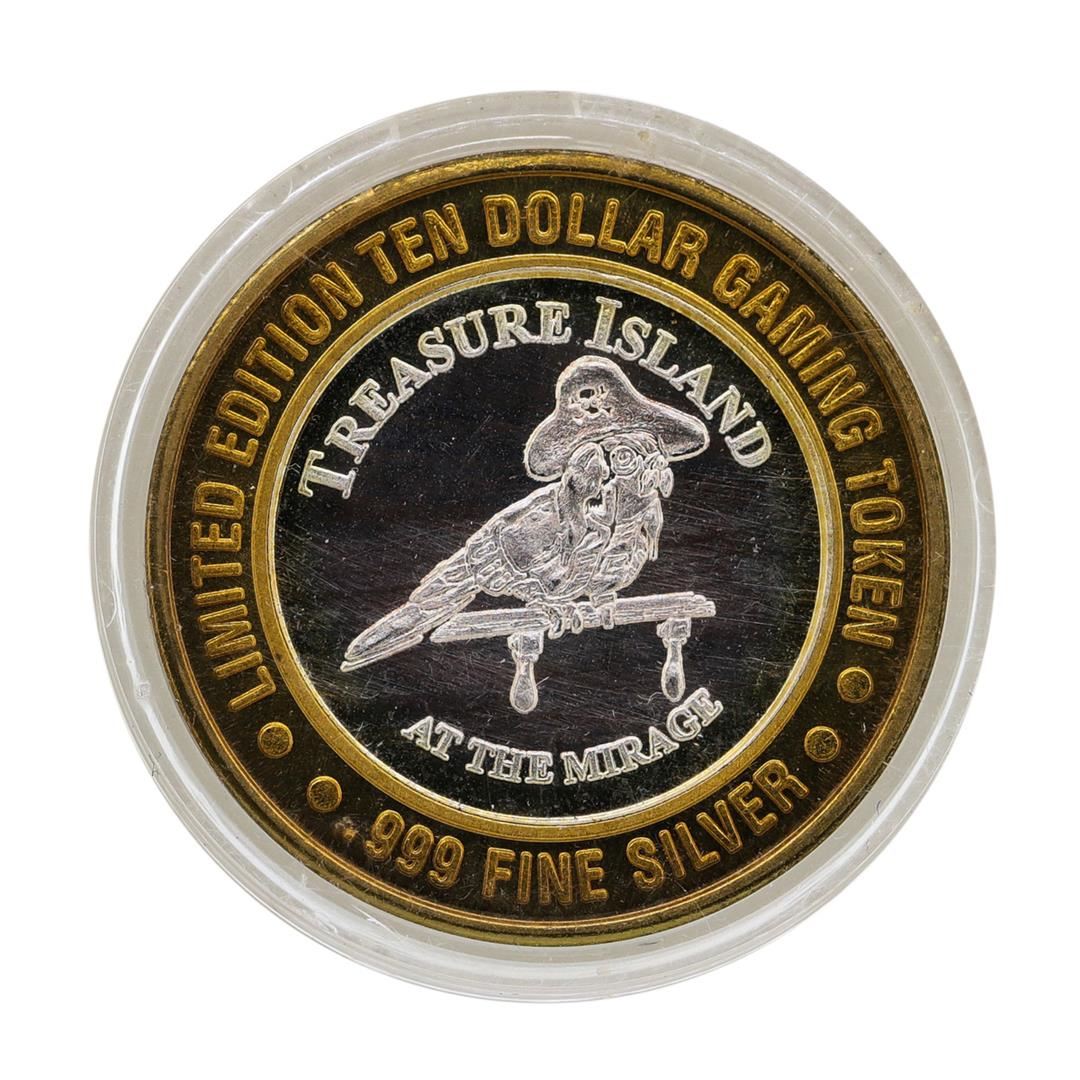 LIMITED EDITION TEN DOLLAR GAMING TOKEN
TREASURE ISLAND
AT THE MIRAGE
.999 FINE SILVER